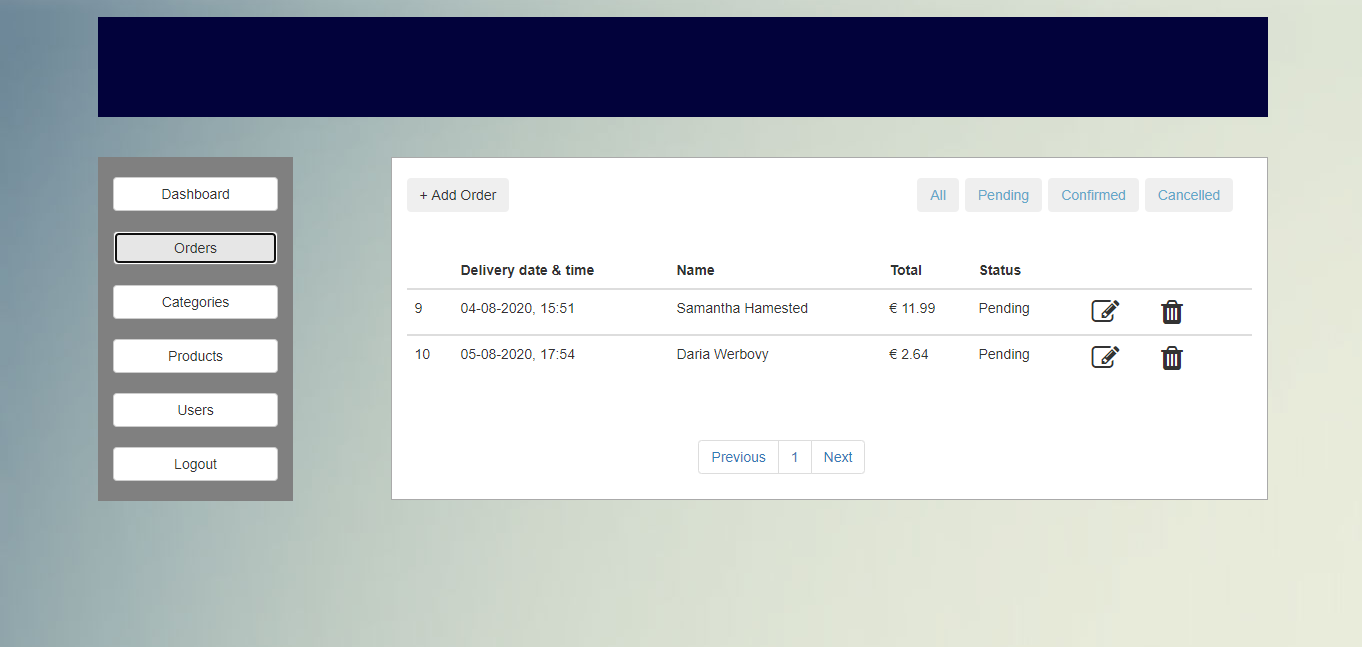 Dashboard
Orders
Categories
Products
Users
Logout
+ Add Order
All Pending Confirmed Cancelled
Delivery date & time Name Total Status
9 04-08-2020, 15:51 Samantha Hamested € 11.99 Pending
10 05-08-2020, 17:54 Daria Werbovy € 2.64 Pending
Previous 1 Next